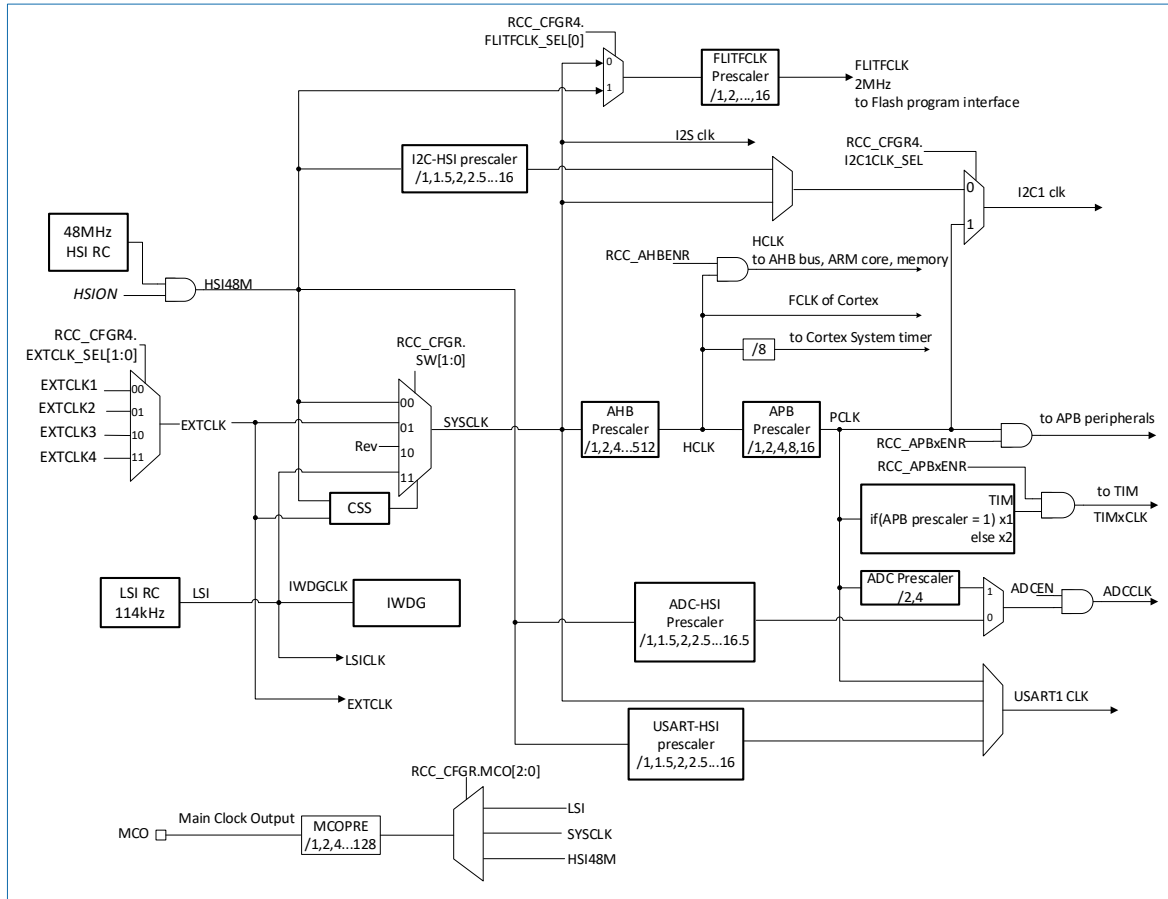 RCC_CFGR4.
FLITFCLK_SEL[0]
0
1
FLITFCLK
Prescaler
/1,2,...,16
FLITFCLK
2MHz
to Flash program interface
I2S clk
I2C-HSI prescaler
/1,1.5,2,2.5...16
RCC_CFGR4.
I2C1CLK_SEL
0
1
I2C1 clk
48MHz
HSI RC
HSION
HSI48M
RCC_AHBENR
HCLK
to AHB bus, ARM core, memory
FCLK of Cortex
/8
to Cortex System timer
RCC_CFGR4.
EXTCLK_SEL[1:0]
EXTCLK1
EXTCLK2
EXTCLK3
EXTCLK4
00
01
10
11
EXTCLK
RCC_CFGR.
SW[1:0]
00
01
Rev
10
11
SYSCLK
CSS
AHB
Prescaler
/1,2,4...512
HCLK
APB
Prescaler
/1,2,4,8,16
PCLK
to APB peripherals
RCC_APBxENR
RCC_APBxENR
TIM
if(APB prescaler = 1) x1
else x2
to TIM
TIMxCLK
LSI RC
114kHz
LSI
IWDGCLK
IWDG
LSICLK
EXTCLK
ADC Prescaler
/2,4
ADC-HSI
Prescaler
/1,1.5,2,2.5...16.5
1
0
ADCEN
ADCCLK
USART-HSI
prescaler
/1,1.5,2,2.5...16
USART1 CLK
RCC_CFGR.MCO[2:0]
LSI
SYSCLK
HSI48M
MCO
Main Clock Output
MCOPRE
/1,2,4...128